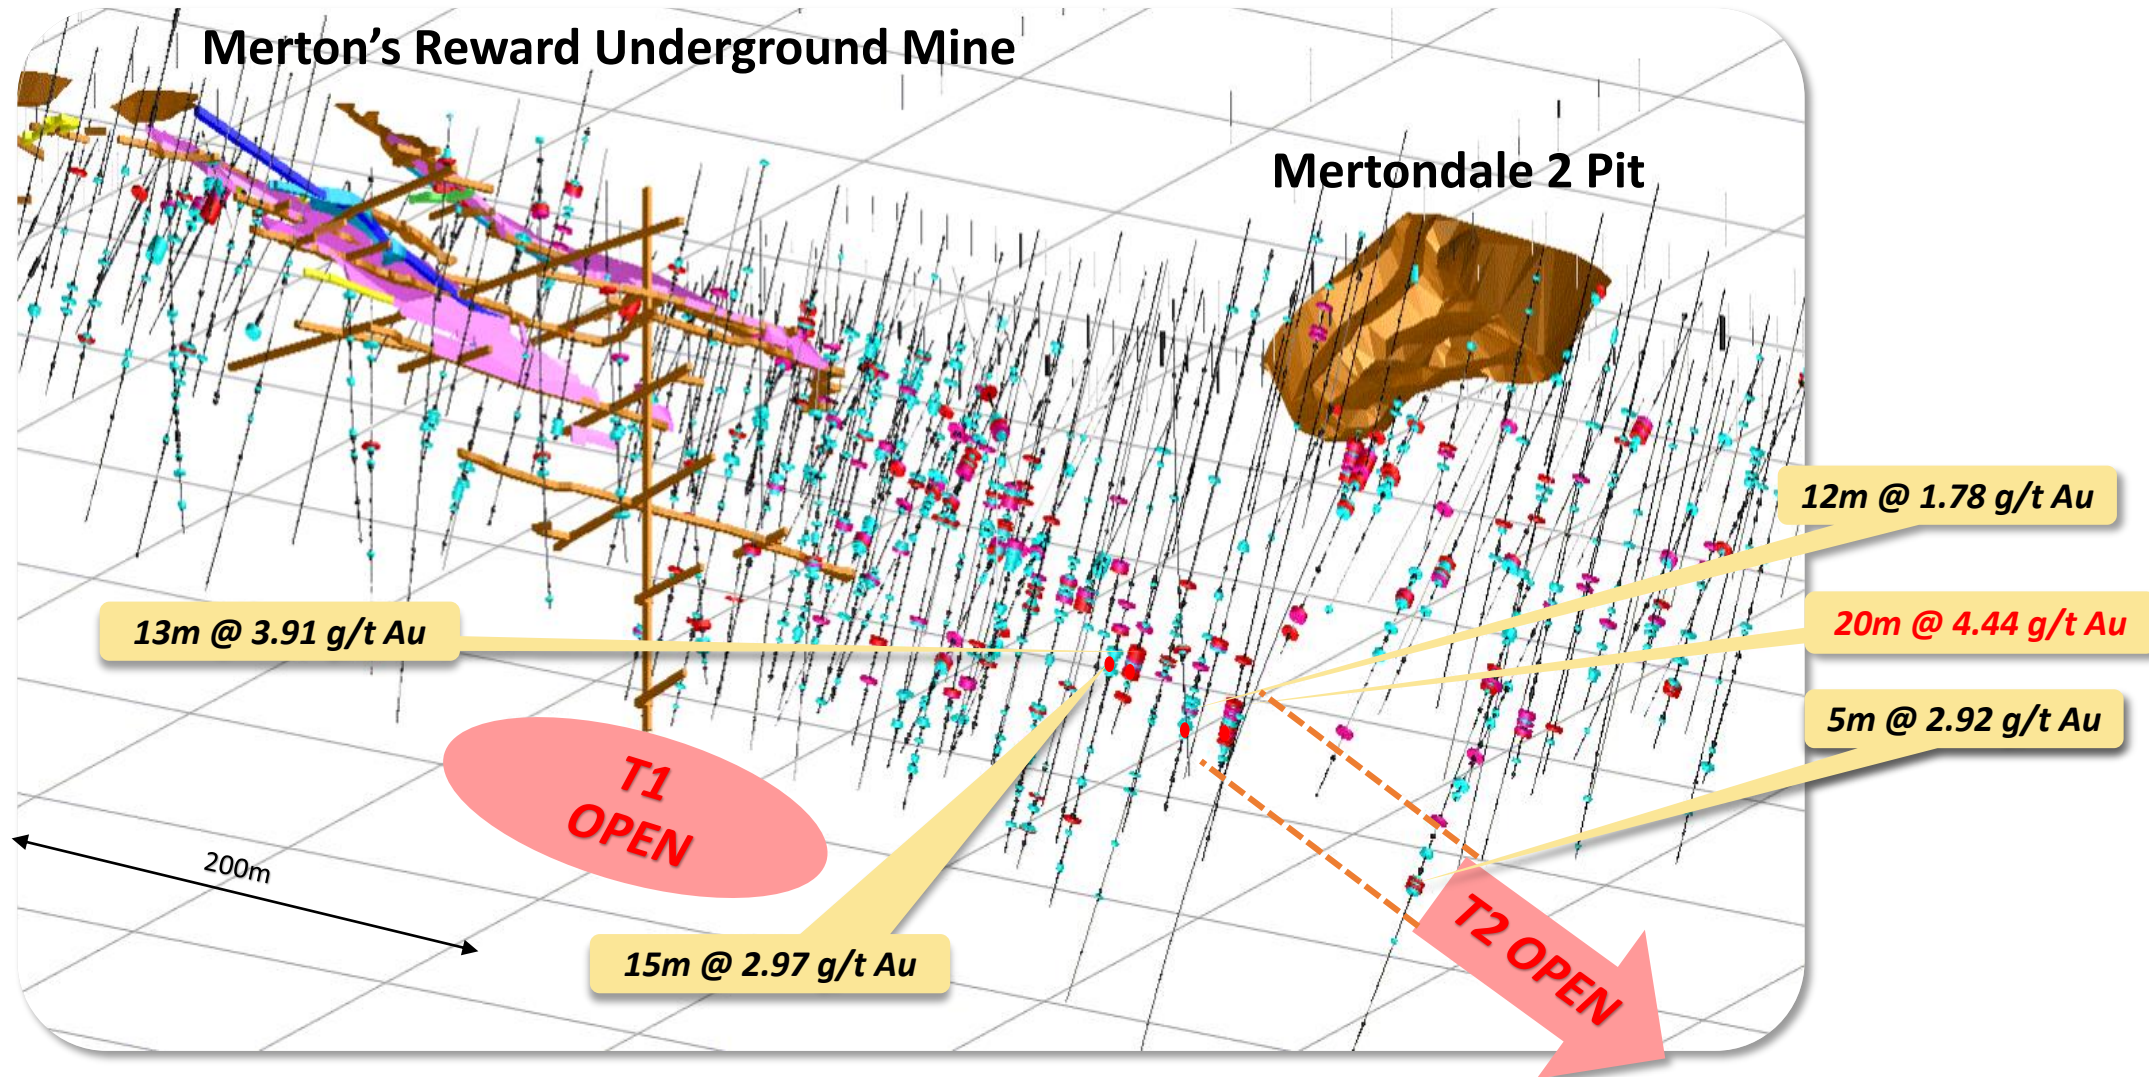 Merton’s Reward Underground Mine
Mertondale 2 Pit
12m @ 1.78 g/t Au
20m @ 4.44 g/t Au
13m @ 3.91 g/t Au
5m @ 2.92 g/t Au
T1
OPEN
200m
15m @ 2.97 g/t Au
T2 OPEN